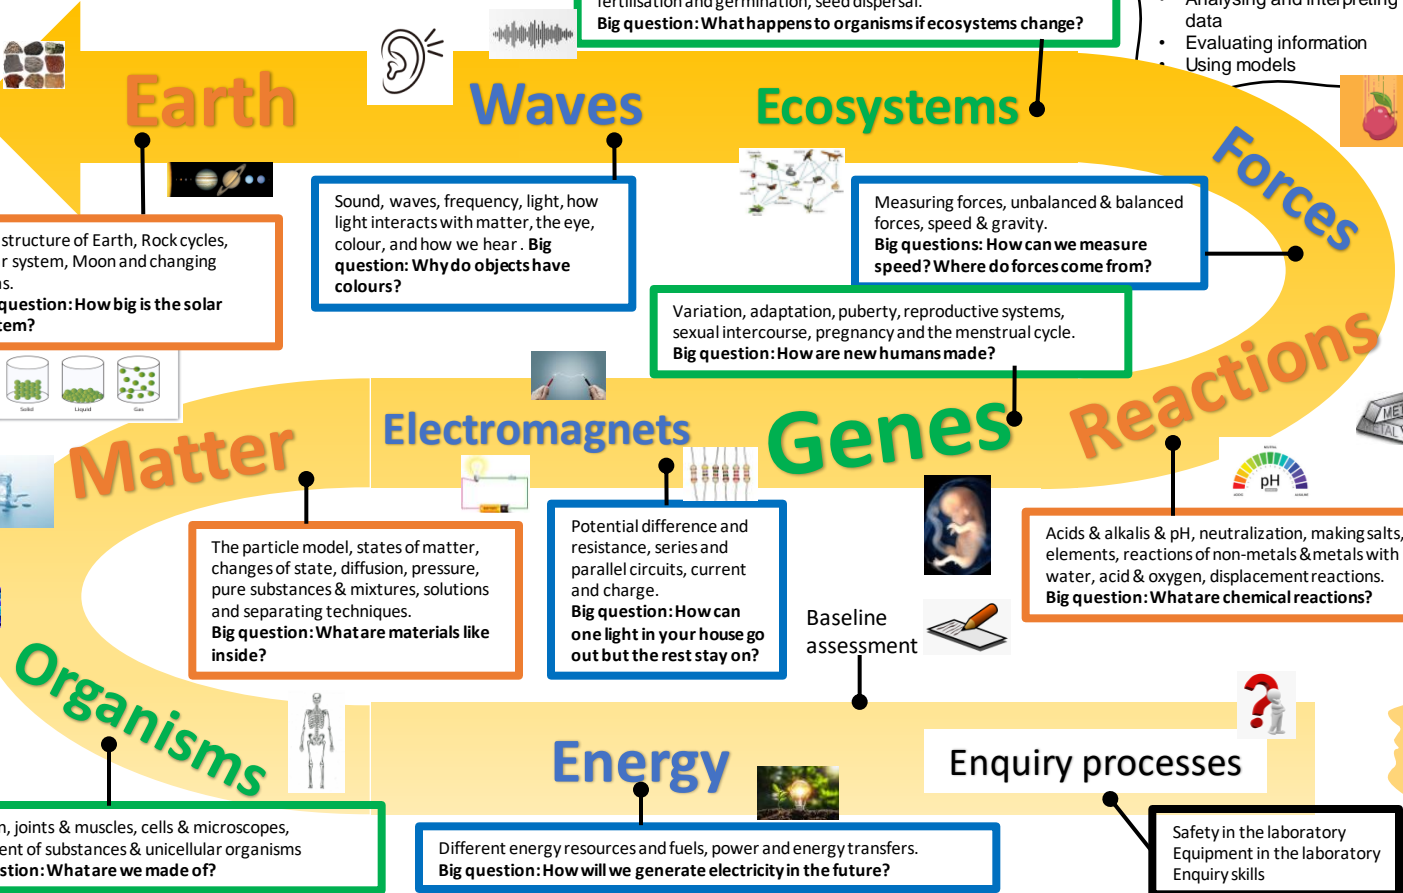 fertilisation and germination, seed dispersal.
Big question: What happens to organisms if ecosystems change?
• Analysing and interpreting
data
• Evaluating information
• Using models
Earth
Waves
Ecosystems
Forces
Sound, waves, frequency, light, how
light interacts with matter, the eye,
colour, and how we hear . Big
question: Why do objects have
colours?
Measuring forces, unbalanced & balanced
forces, speed & gravity.
Big questions: How can we measure
speed? Where do forces come from?
structure of Earth, Rock cycles,
system, Moon and changing
question: How big is the solar
Variation, adaptation, puberty, reproductive systems,
sexual intercourse, pregnancy and the menstrual cycle.
Big question: How are new humans made?
Solid
Liquid
Gas
Matter
Electromagnets
Genes
Reactions
METAL
pH
The particle model, states of matter,
changes of state, diffusion, pressure,
pure substances & mixtures, solutions
and separating techniques.
Big question: What are materials like
inside?
Potential difference and
resistance, series and
parallel circuits, current
and charge.
Big question: How can
one light in your house go
out but the rest stay on?
Acids & alkalis & pH, neutralization, making salts,
elements, reactions of non-metals & metals with
water, acid & oxygen, displacement reactions.
Big question: What are chemical reactions?
Baseline
assessment
Organisms
Energy
Enquiry processes
joints & muscles, cells & microscopes,
of substances & unicellular organisms
What are we made of?
Different energy resources and fuels, power and energy transfers.
Big question: How will we generate electricity in the future?
Safety in the laboratory
Equipment in the laboratory
Enquiry skills